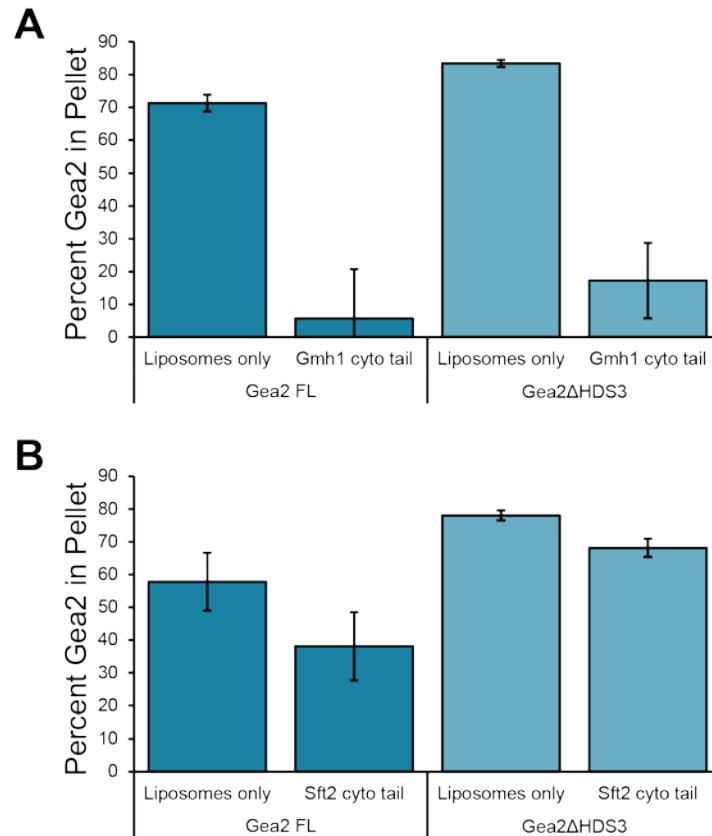 A
Percent Gea2 in Pellet
90
80
70
60
50
40
30
20
10
0
Liposomes only Gmh1 cyto tail Liposomes only Gmh1 cyto tail
Gea2 FL Gea2ΔHDS3
B
Percent Gea2 in Pellet
90
80
70
60
50
40
30
20
10
0
Liposomes only Sft2 cyto tail Liposomes only Sft2 cyto tail
Gea2 FL Gea2ΔHDS3